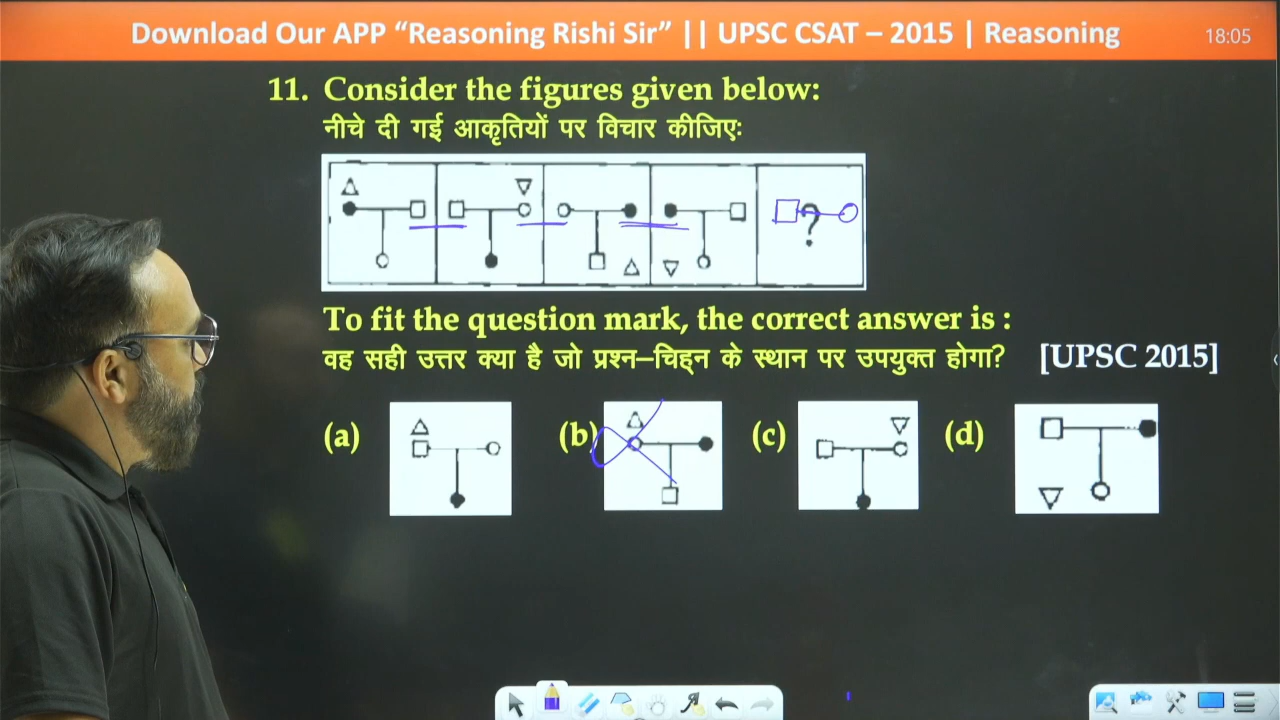 Download Our APP “Reasoning Rishi Sir” || UPSC CSAT – 2015 | Reasoning
18:05
11. Consider the figures given below:
नीचे दी गई आकृतियों पर विचार कीजिए:
?
To fit the question mark, the correct answer is :
वह सही उत्तर क्या है जो प्रश्न–चिह्न के स्थान पर उपयुक्त होगा? [UPSC 2015]
(a) (b) (c) (d)